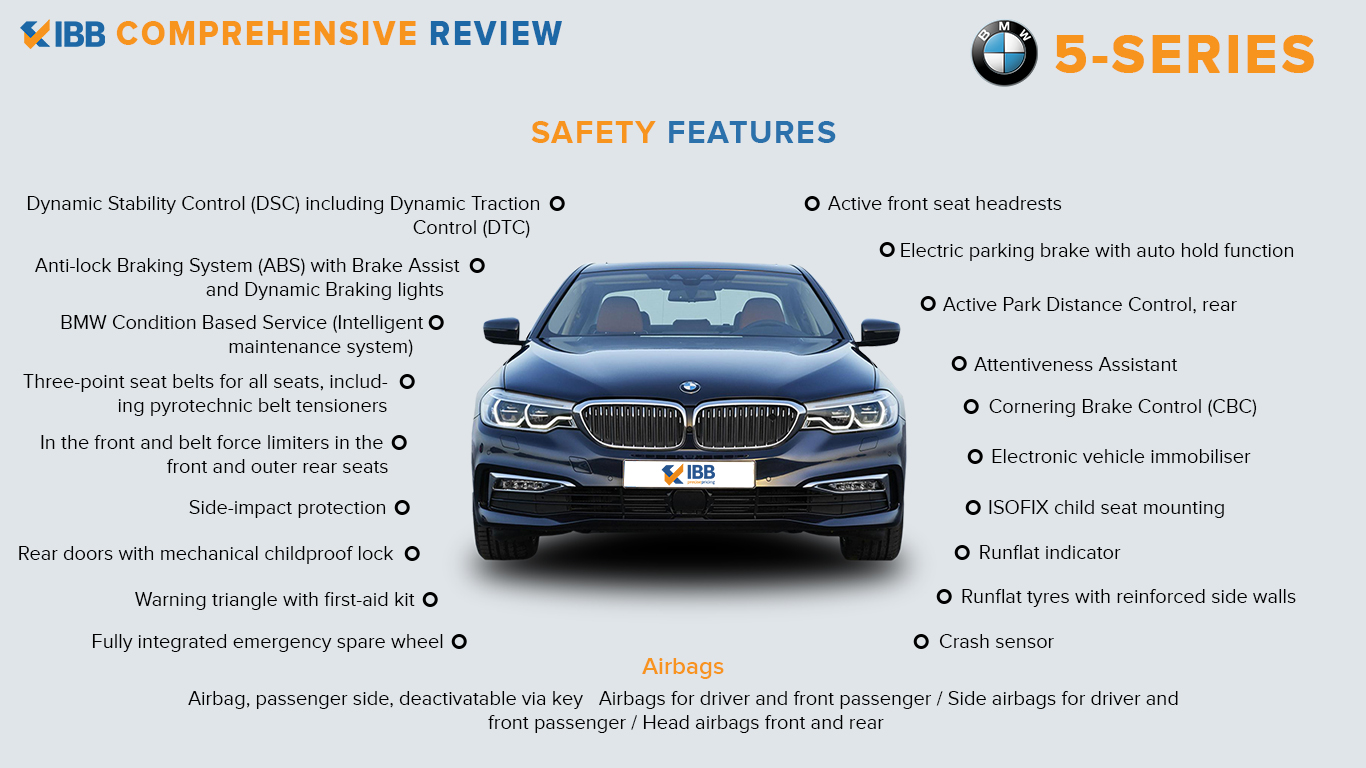 IBB COMPREHENSIVE REVIEW
BMW
5-SERIES
SAFETY FEATURES
Dynamic Stability Control (DSC) including Dynamic Traction
Control (DTC)
Anti-lock Braking System (ABS) with Brake Assist
and Dynamic Braking lights
BMW Condition Based Service (Intelligent
maintenance system)
Three-point seat belts for all seats, includ-
ing pyrotechnic belt tensioners
In the front and belt force limiters in the
front and outer rear seats
Side-impact protection
Rear doors with mechanical childproof lock
Warning triangle with first-aid kit
Fully integrated emergency spare wheel
Active front seat headrests
Electric parking brake with auto hold function
Active Park Distance Control, rear
Attentiveness Assistant
Cornering Brake Control (CBC)
Electronic vehicle immobiliser
ISOFIX child seat mounting
Runflat indicator
Runflat tyres with reinforced side walls
Crash sensor
IBB
Airbags
Airbag, passenger side, deactivatable via key Airbags for driver and front passenger / Side airbags for driver and
front passenger / Head airbags front and rear